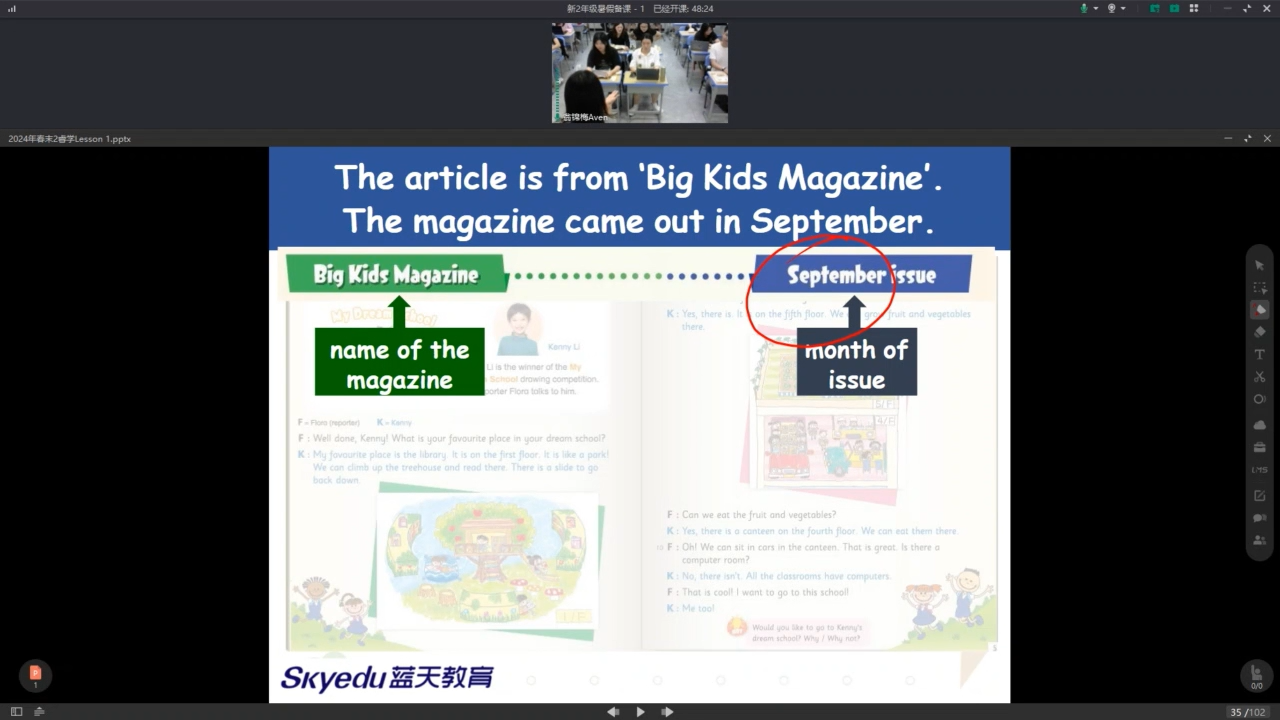 新2年级暑假备课 - 1 已经开课: 48:24
翁锦梅Aven
2024年春末2睿学Lesson 1.pptx
The article is from ‘Big Kids Magazine’.
The magazine came out in September.
Big Kids Magazine
September issue
name of the
magazine
month of
issue
My Dream School
Kenny Li
Li is the winner of the My
School drawing competition.
porter Flora talks to him.
F = Flora (reporter) K = Kenny
F : Well done, Kenny! What is your favourite place in your dream school?
K : My favourite place is the library. It is on the first floor. It is like a park!
We can climb up the treehouse and read there. There is a slide to go
back down.
1/F
K : Yes, there is. It is on the fifth floor. We can grow fruit and vegetables
there.
5/F
4/F
F : Can we eat the fruit and vegetables?
K : Yes, there is a canteen on the fourth floor. We can eat them there.
10 F : Oh! We can sit in cars in the canteen. That is great. Is there a
computer room?
K : No, there isn't. All the classrooms have computers.
F : That is cool! I want to go to this school!
K : Me too!
Would you like to go to Kenny's
dream school? Why / Why not?
5
Skyedu 蓝天教育
LMS
P
1
0/0
35 /102